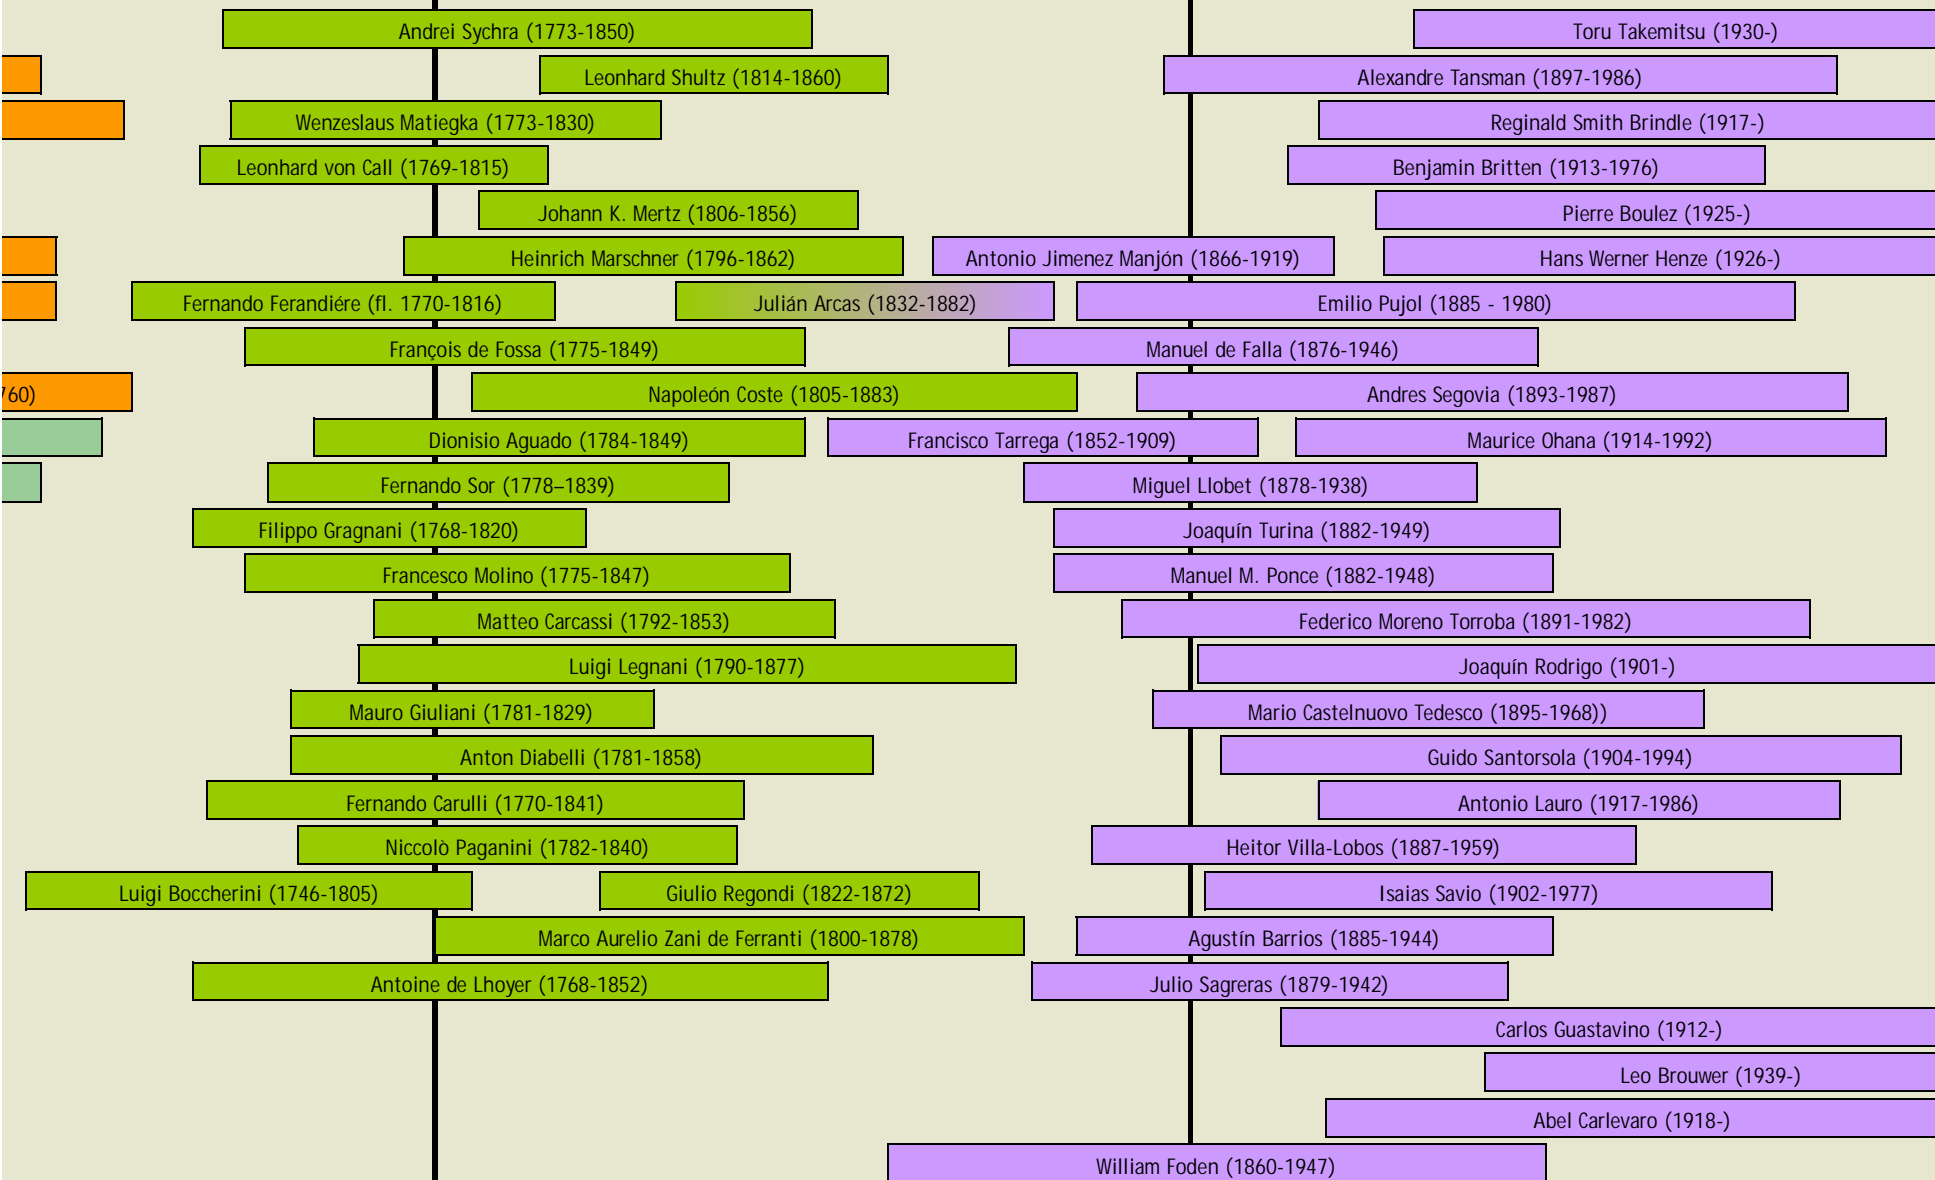 Andrei Sychra (1773-1850)
Toru Takemitsu (1930-)
Leonhard Shultz (1814-1860)
Alexandre Tansman (1897-1986)
Wenzeslaus Matiegka (1773-1830)
Reginald Smith Brindle (1917-)
Leonhard von Call (1769-1815)
Benjamin Britten (1913-1976)
Johann K. Mertz (1806-1856)
Pierre Boulez (1925-)
Heinrich Marschner (1796-1862)
Antonio Jimenez Manjón (1866-1919)
Hans Werner Henze (1926-)
Fernando Ferandiére (fl. 1770-1816)
Julián Arcas (1832-1882)
Emilio Pujol (1885 - 1980)
François de Fossa (1775-1849)
Manuel de Falla (1876-1946)
760)
Napoleón Coste (1805-1883)
Andres Segovia (1893-1987)
Dionisio Aguado (1784-1849)
Francisco Tarrega (1852-1909)
Maurice Ohana (1914-1992)
Fernando Sor (1778–1839)
Miguel Llobet (1878-1938)
Filippo Gragnani (1768-1820)
Joaquín Turina (1882-1949)
Francesco Molino (1775-1847)
Manuel M. Ponce (1882-1948)
Matteo Carcassi (1792-1853)
Federico Moreno Torroba (1891-1982)
Luigi Legnani (1790-1877)
Joaquín Rodrigo (1901-)
Mauro Giuliani (1781-1829)
Mario Castelnuovo Tedesco (1895-1968))
Anton Diabelli (1781-1858)
Guido Santorsola (1904-1994)
Fernando Carulli (1770-1841)
Antonio Lauro (1917-1986)
Niccolò Paganini (1782-1840)
Heitor Villa-Lobos (1887-1959)
Luigi Boccherini (1746-1805)
Giulio Regondi (1822-1872)
Isaias Savio (1902-1977)
Marco Aurelio Zani de Ferranti (1800-1878)
Agustín Barrios (1885-1944)
Antoine de Lhoyer (1768-1852)
Julio Sagreras (1879-1942)
Carlos Guastavino (1912-)
Leo Brouwer (1939-)
Abel Carlevaro (1918-)
William Foden (1860-1947)